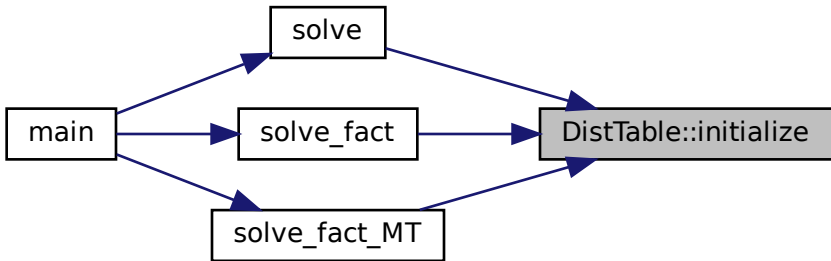 solve
main
solve_fact
DistTable::initialize
solve_fact_MT